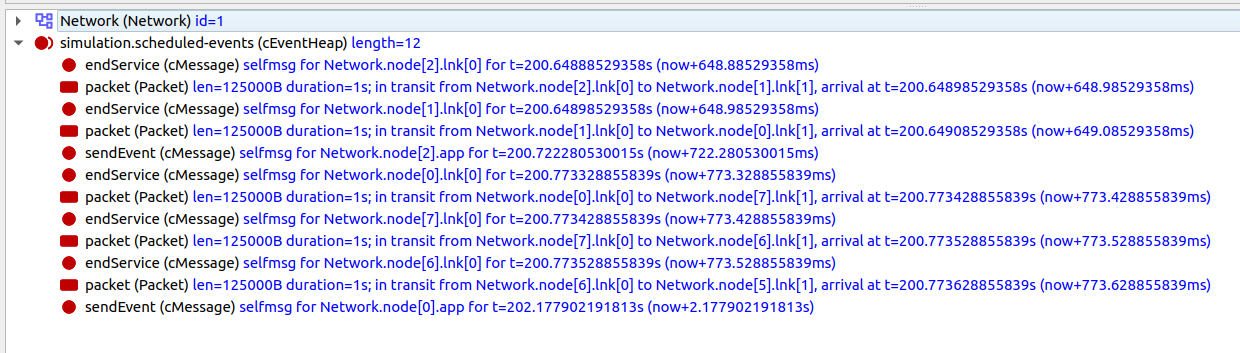 Network (Network) id=1
simulation.scheduled-events (cEventHeap) length=12
endService (cMessage) selfmsg for Network.node[2].lnk[0] for t=200.64888529358s (now+648.88529358ms)
packet (Packet) len=125000B duration=1s; in transit from Network.node[2].lnk[0] to Network.node[1].lnk[1], arrival at t=200.64898529358s (now+648.98529358ms)
endService (cMessage) selfmsg for Network.node[1].lnk[0] for t=200.64898529358s (now+648.98529358ms)
packet (Packet) len=125000B duration=1s; in transit from Network.node[1].lnk[0] to Network.node[0].lnk[1], arrival at t=200.64908529358s (now+649.08529358ms)
sendEvent (cMessage) selfmsg for Network.node[2].app for t=200.722280530015s (now+722.280530015ms)
endService (cMessage) selfmsg for Network.node[0].lnk[0] for t=200.773328855839s (now+773.328855839ms)
packet (Packet) len=125000B duration=1s; in transit from Network.node[0].lnk[0] to Network.node[7].lnk[1], arrival at t=200.773428855839s (now+773.428855839ms)
endService (cMessage) selfmsg for Network.node[7].lnk[0] for t=200.773428855839s (now+773.428855839ms)
packet (Packet) len=125000B duration=1s; in transit from Network.node[7].lnk[0] to Network.node[6].lnk[1], arrival at t=200.773528855839s (now+773.528855839ms)
endService (cMessage) selfmsg for Network.node[6].lnk[0] for t=200.773528855839s (now+773.528855839ms)
packet (Packet) len=125000B duration=1s; in transit from Network.node[6].lnk[0] to Network.node[5].lnk[1], arrival at t=200.773628855839s (now+773.628855839ms)
sendEvent (cMessage) selfmsg for Network.node[0].app for t=202.177902191813s (now+2.177902191813s)